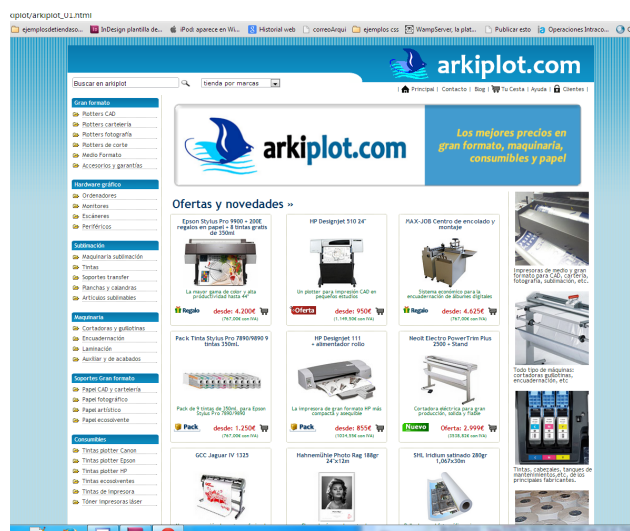 oplot/arkiplot_01.html
ejemplosdetiendaso...
InDesign plantilla de...
iPod: aparece en Wi...
Historial web
correoArqui
ejemplos css
WampServer, la plat...
Publicar esto
Operaciones Intraco...
arkiplot.com
Buscar en arkiplot
tienda por marcas
Principal | Contacto | Blog | Tu Cesta | Ayuda | Clientes |
Gran formato
Plotters CAD
Plotters cartelería
Plotters fotografía
Plotters de corte
Medio Formato
Accesorios y garantías
Hardware gráfico
Ordenadores
Monitores
Escáneres
Periféricos
Sublimación
Maquinaria sublimación
Tintas
Soportes transfer
Planchas y calandras
Artículos sublimables
Maquinaria
Cortadoras y guillotinas
Encuadernación
Laminación
Auxiliar y de acabados
Soportes Gran formato
Papel CAD y cartelería
Papel fotográfico
Papel artístico
Papel ecosolvente
Consumibles
Tintas plotter Canon
Tintas plotter Epson
Tintas plotter HP
Tintas ecosolventes
Tintas de impresora
Tóner impresoras láser
arkiplot.com
Los mejores precios en
gran formato, maquinaria,
consumibles y papel
Ofertas y novedades »
Epson Stylus Pro 9900 + 200E
regalos en papel + 8 tintas gratis
de 350ml
La mayor gama de color y alta
productividad hasta 44"
Regalo
desde: 4.200€
HP Designjet 510 24"
Un plotter para impresión CAD en
pequeños estudios
Oferta
desde: 950€
MAX-JOB Centro de encolado y
montaje
Sistema económico para la
encuadernación de álbumes digitales
Regalo
desde: 4.625€
Pack Tinta Stylus Pro 7890/9890 9
tintas 350mL
Pack de 9 tintas de 350mL para Epson
Stylus Pro 7890/9890
Pack
desde: 1.250€
HP Designjet 111
+ alimentador rollo
La impresora de gran formato HP más
compacta y asequible
Pack
desde: 855€
Neolt Electro PowerTrim Plus
2500 + Stand
Cortadora eléctrica para gran
producción, sólida y fiable
Nuevo
Oferta: 2.999€
GCC Jaguar IV 132S
Hahnemühle Photo Rag 188gr
24"x12m
SHL Iridium satinado 280gr
1,067x30m
Impresoras de medio y gran
formato para CAD, cartería,
fotografía, sublimación, etc.
Todo tipo de máquinas:
cortadoras guillotinas,
encuadernación, etc
Tintas, cabezales, tanques de
mantenimientos,etc, de los
principales fabricantes.